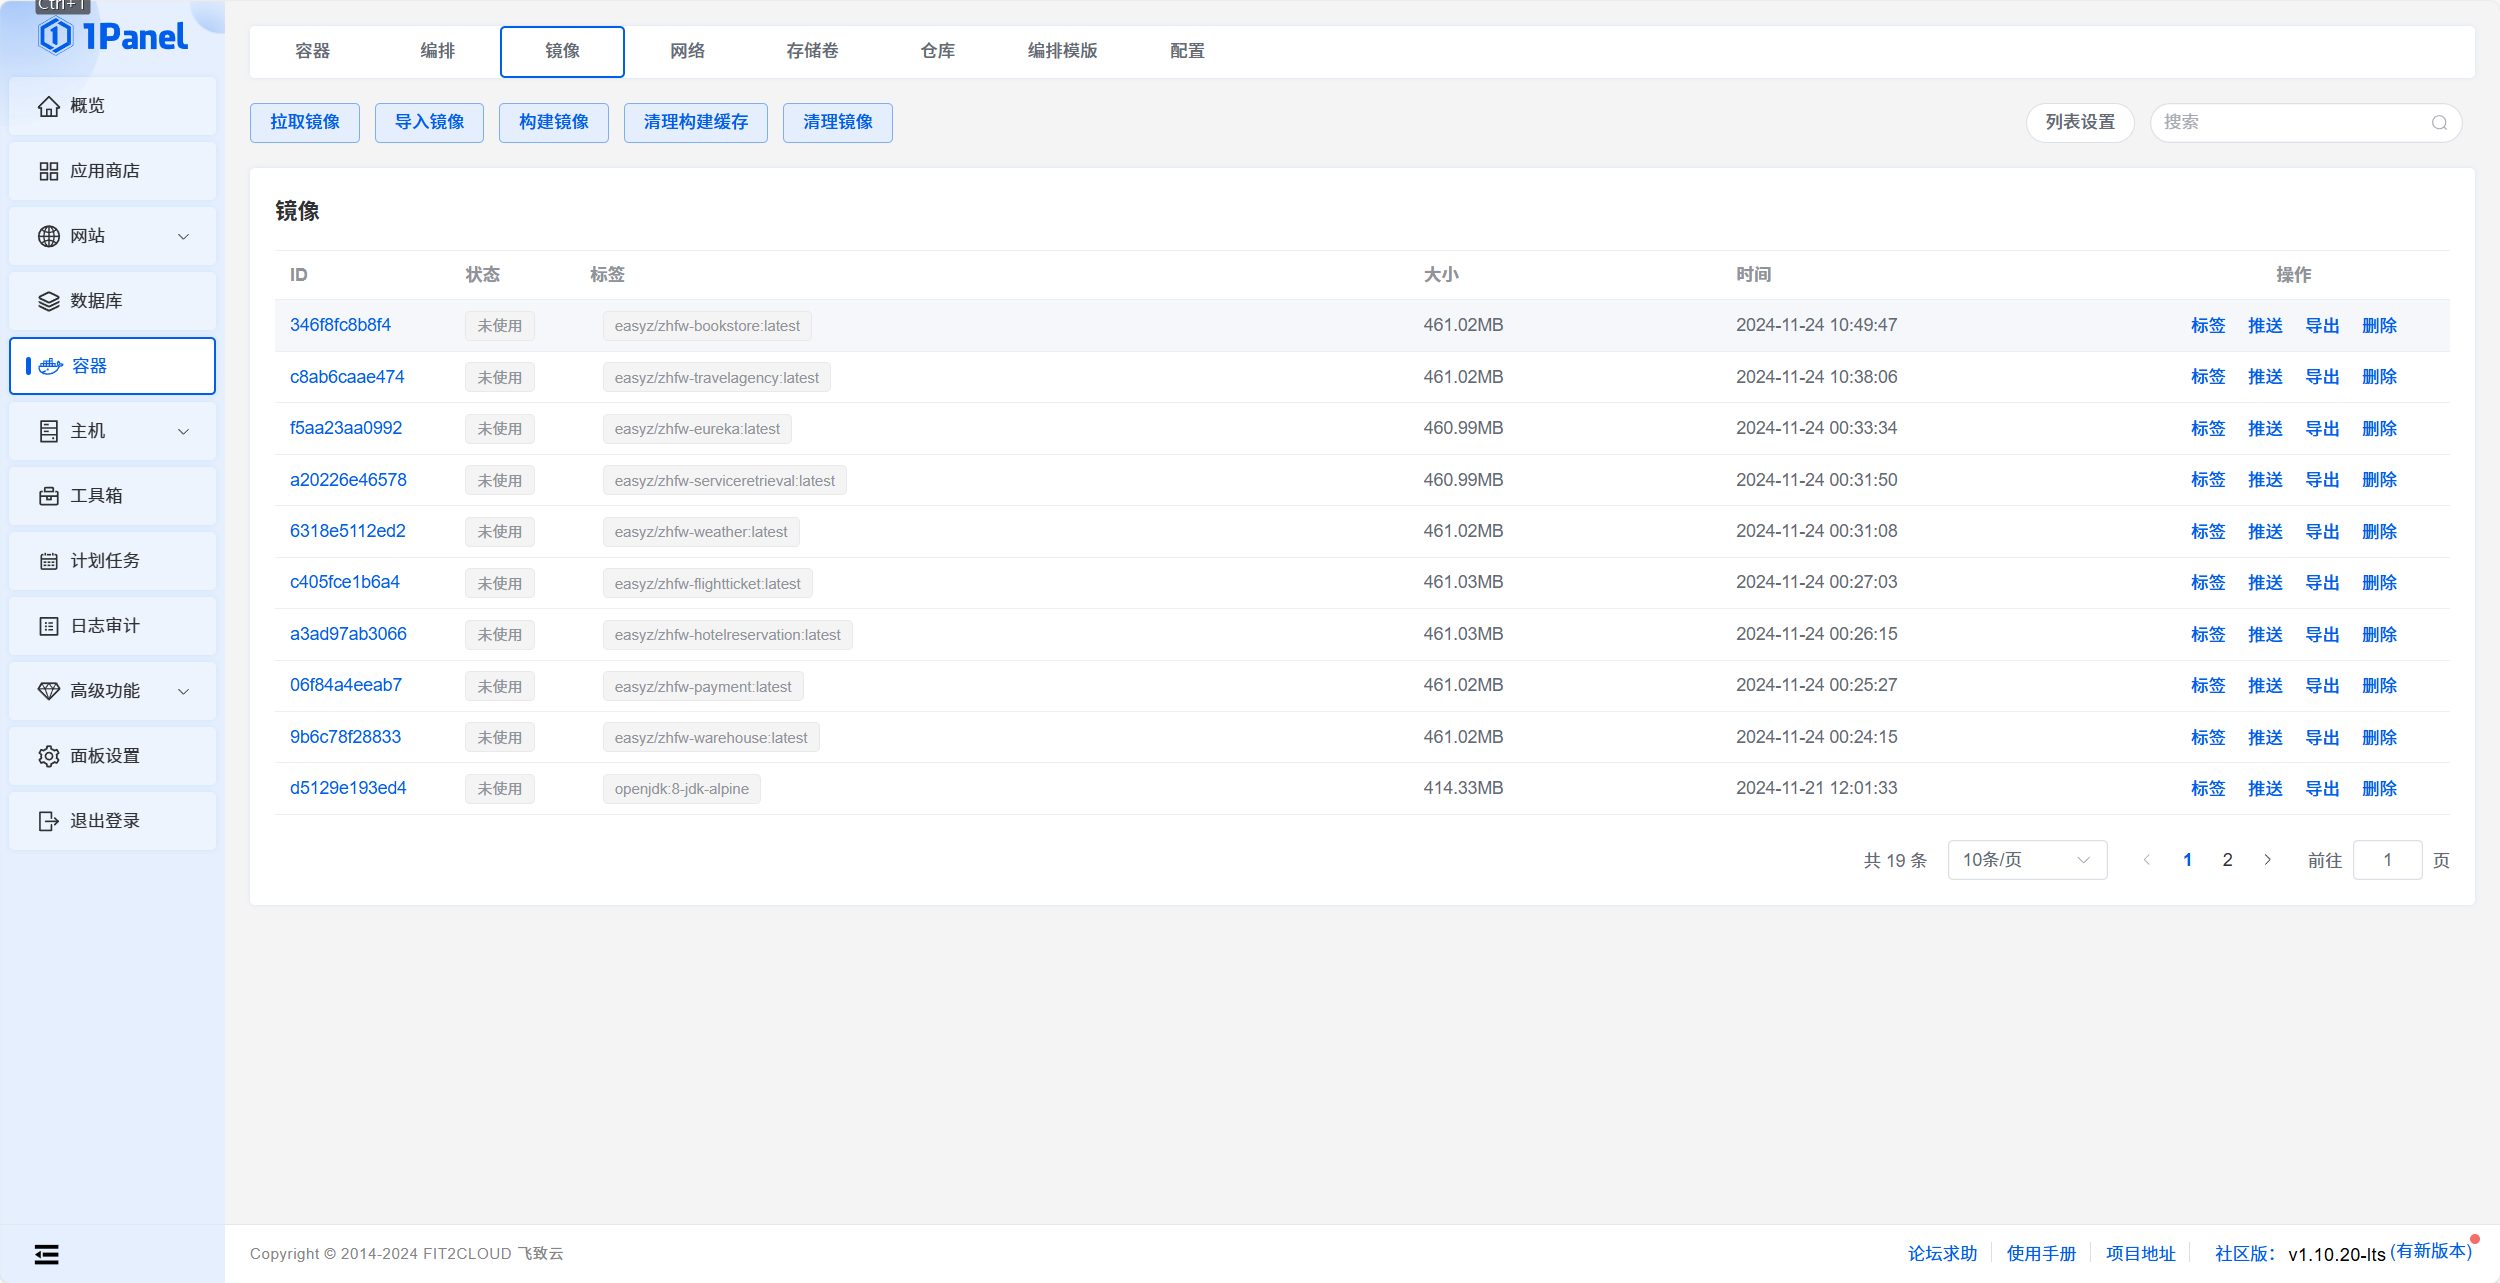 Ctrl+1
1Panel
概览
应用商店
网站
数据库
容器
主机
工具箱
计划任务
日志审计
高级功能
面板设置
退出登录
容器 编排 镜像 网络 存储卷 仓库 编排模版 配置
拉取镜像 导入镜像 构建镜像 清理构建缓存 清理镜像 列表设置 搜索
镜像
ID 状态 标签 大小 时间 操作
346f8fc8b8f4 未使用 easyz/zhfw-bookstore:latest 461.02MB 2024-11-24 10:49:47 标签 推送 导出 删除
c8ab6caae474 未使用 easyz/zhfw-travelagency:latest 461.02MB 2024-11-24 10:38:06 标签 推送 导出 删除
f5aa23aa0992 未使用 easyz/zhfw-eureka:latest 460.99MB 2024-11-24 00:33:34 标签 推送 导出 删除
a20226e46578 未使用 easyz/zhfw-serviceretrieval:latest 460.99MB 2024-11-24 00:31:50 标签 推送 导出 删除
6318e5112ed2 未使用 easyz/zhfw-weather:latest 461.02MB 2024-11-24 00:31:08 标签 推送 导出 删除
c405fce1b6a4 未使用 easyz/zhfw-flightticket:latest 461.03MB 2024-11-24 00:27:03 标签 推送 导出 删除
a3ad97ab3066 未使用 easyz/zhfw-hotelreservation:latest 461.03MB 2024-11-24 00:26:15 标签 推送 导出 删除
06f84a4eeab7 未使用 easyz/zhfw-payment:latest 461.02MB 2024-11-24 00:25:27 标签 推送 导出 删除
9b6c78f28833 未使用 easyz/zhfw-warehouse:latest 461.02MB 2024-11-24 00:24:15 标签 推送 导出 删除
d5129e193ed4 未使用 openjdk:8-jdk-alpine 414.33MB 2024-11-21 12:01:33 标签 推送 导出 删除
共 19 条 10条/页 1 2 前往 1 页
Copyright © 2014-2024 FIT2CLOUD 飞致云 论坛求助 使用手册 项目地址 社区版： v1.10.20-lts (有新版本)